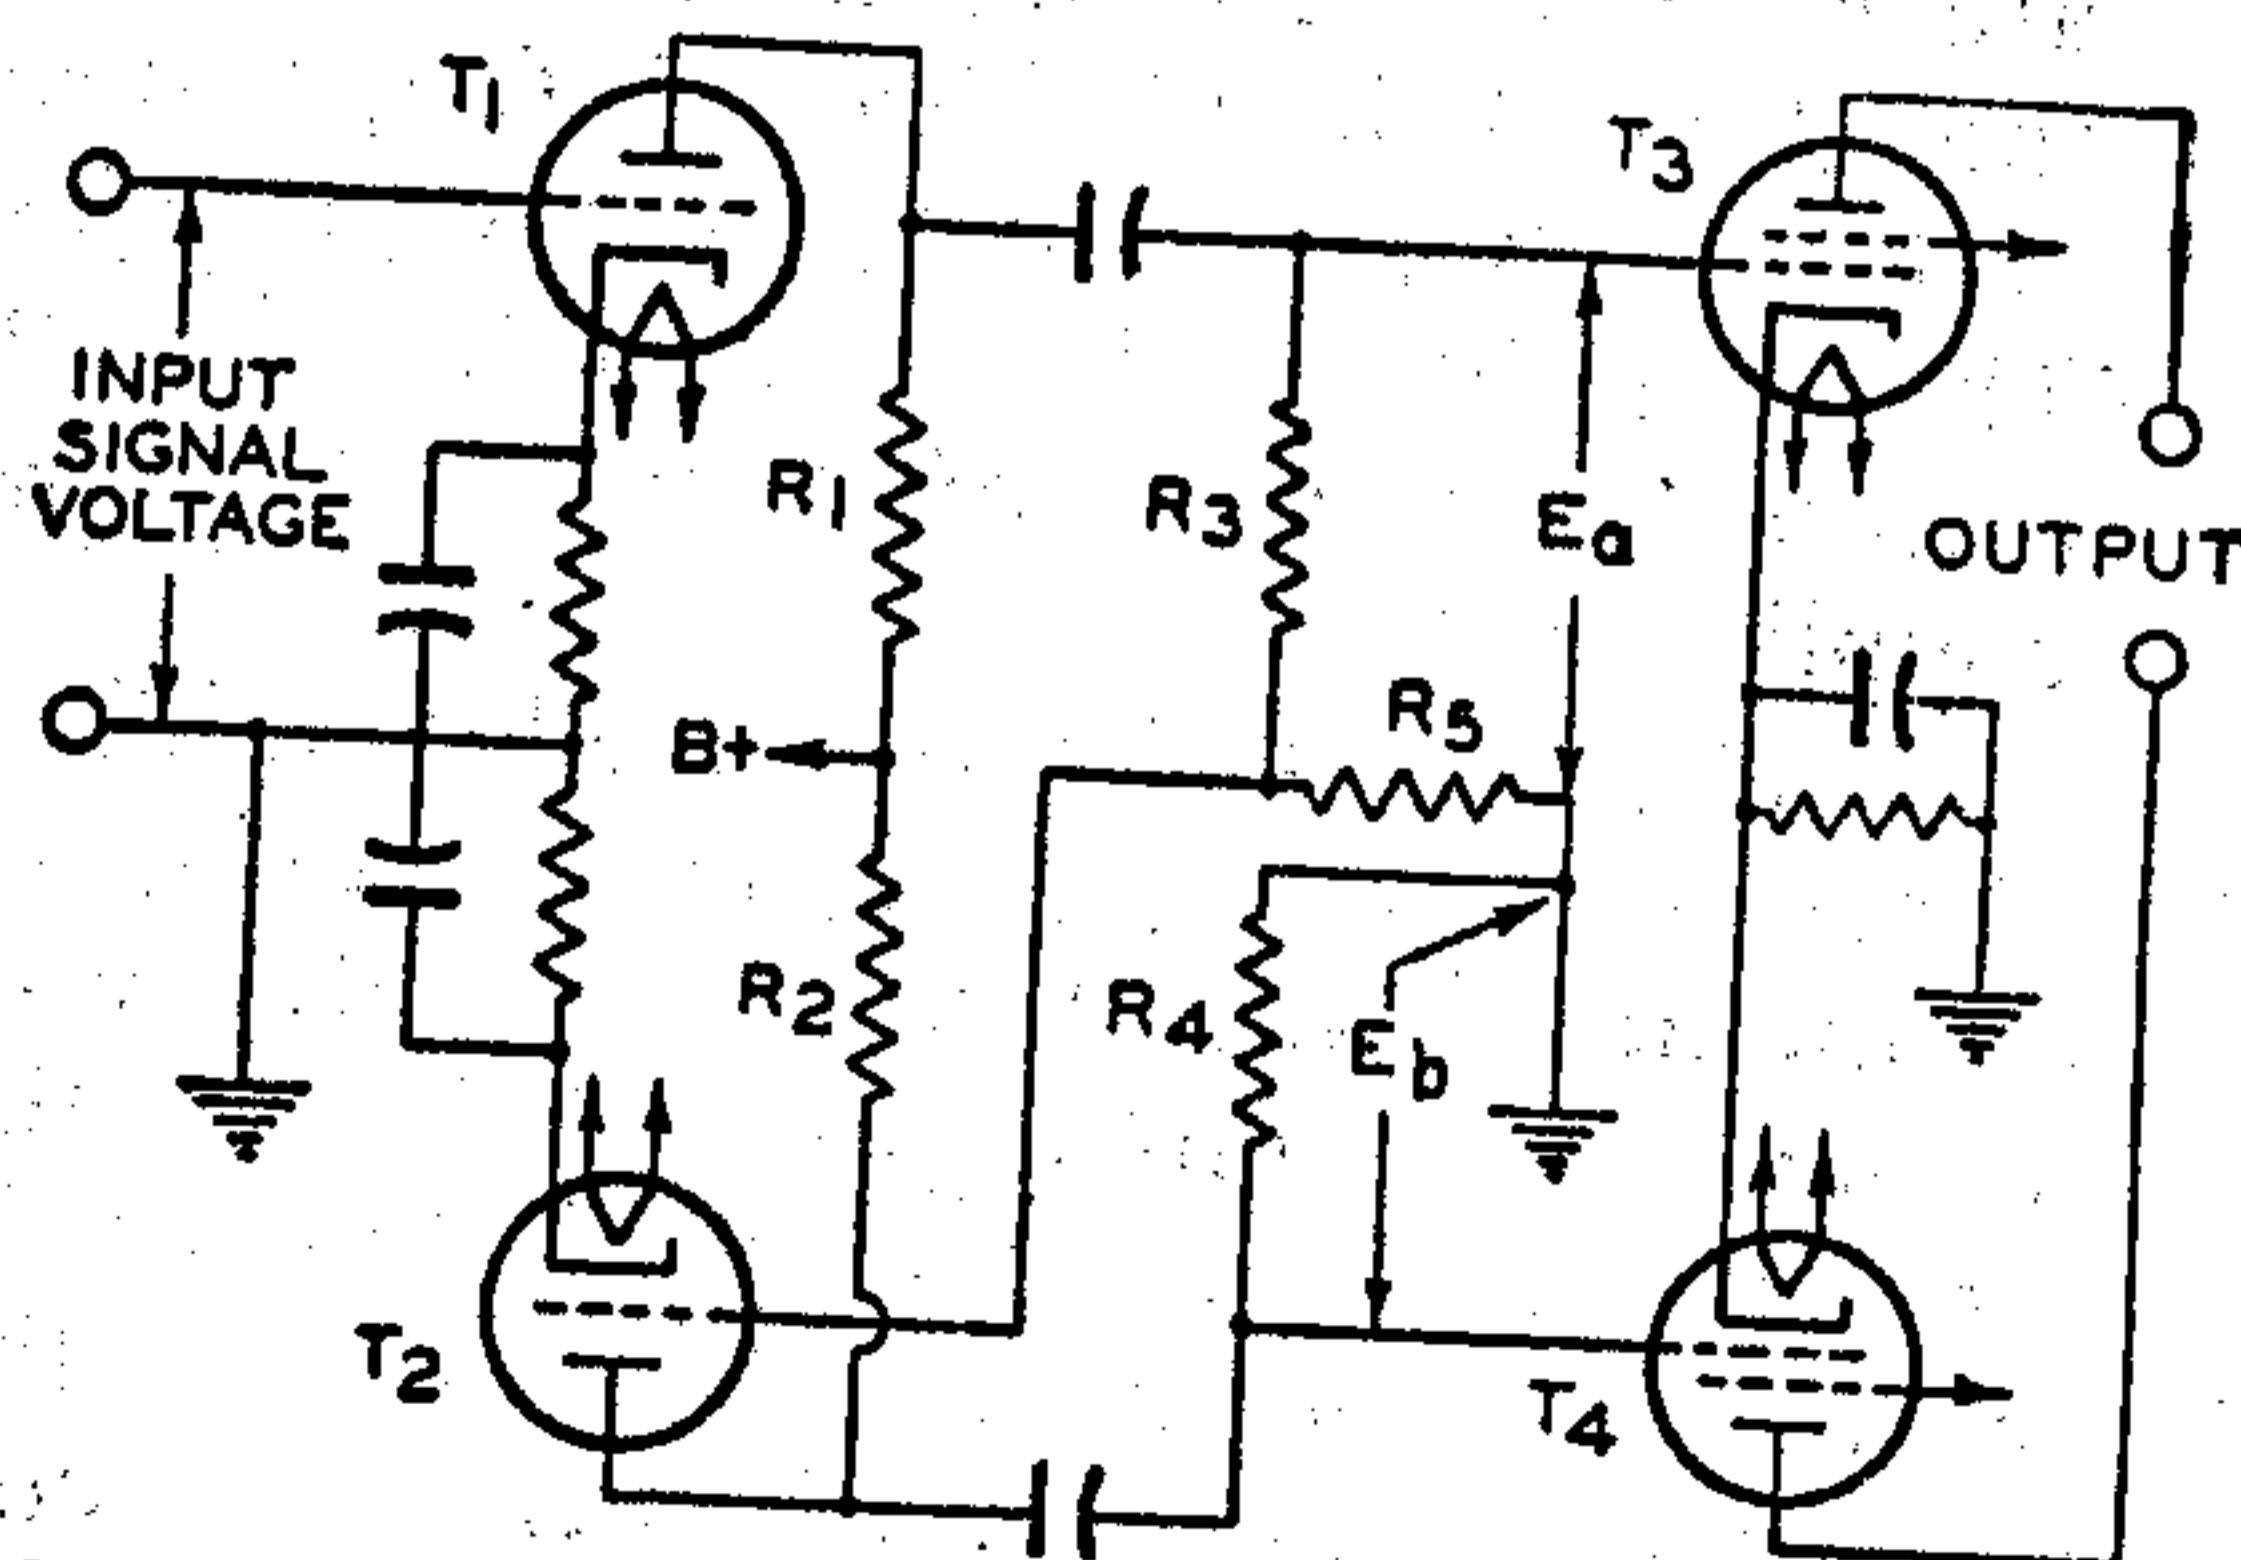 T1
T3
INPUT
SIGNAL
VOLTAGE
R1
R3
Ea
OUTPUT
R5
B+
R2
R4
Eb
T2
T4